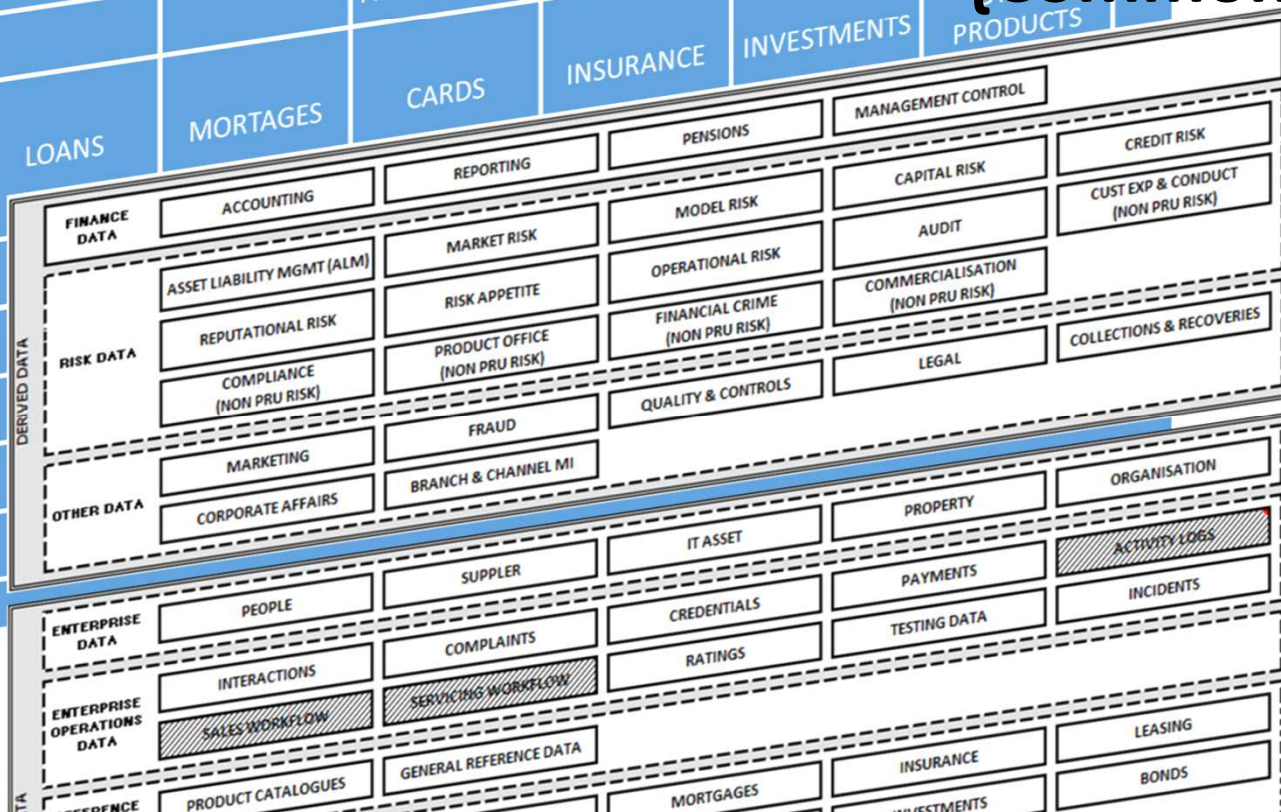 INVESTMENTS
PRODUCTS
INSURANCE
CARDS
MORTAGES
LOANS
DERIVED DATA
FINANCE
DATA
ACCOUNTING
REPORTING
PENSIONS
MANAGEMENT CONTROL
RISK DATA
ASSET LIABILITY MGMT (ALM)
MARKET RISK
MODEL RISK
CAPITAL RISK
CREDIT RISK
REPUTATIONAL RISK
RISK APPETITE
OPERATIONAL RISK
AUDIT
CUST EXP & CONDUCT
(NON PRU RISK)
COMPLIANCE
(NON PRU RISK)
PRODUCT OFFICE
(NON PRU RISK)
FINANCIAL CRIME
(NON PRU RISK)
COMMERCIALISATION
(NON PRU RISK)
OTHER DATA
MARKETING
FRAUD
QUALITY & CONTROLS
LEGAL
COLLECTIONS & RECOVERIES
CORPORATE AFFAIRS
BRANCH & CHANNEL MI
ENTERPRISE
DATA
PEOPLE
SUPPLER
IT ASSET
PROPERTY
ORGANISATION
ENTERPRISE
OPERATIONS
DATA
INTERACTIONS
COMPLAINTS
CREDENTIALS
PAYMENTS
ACTIVITY LOGS
SALES WORKFLOW
SERVICING WORKFLOW
RATINGS
TESTING DATA
INCIDENTS
PRODUCT CATALOGUES
GENERAL REFERENCE DATA
MORTGAGES
INSURANCE
LEASING
BONDS